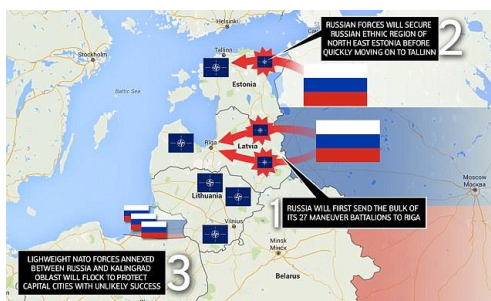 Helsinki
Stockholm
Tallinn
RUSSIAN FORCES WILL SECURE
RUSSIAN ETHNIC REGION OF
NORTH EAST ESTONIA BEFORE
QUICKLY MOVING ON TO TALLINN
2
Baltic Sea
Estonia
Riga
Latvia
Moscow
Москва
Lithuania
1
RUSSIA WILL FIRST SEND THE BULK OF
ITS 27 MANEUVER BATTALIONS TO RIGA
Vilnius
Minsk
Мінск
Belarus
LIGHWEIGHT NATO FORCES ANNEXED
BETWEEN RUSSIA AND KALINGRAD
OBLAST WILL FLOCK TO PROTECT
CAPITAL CITIES WITH UNLIKELY SUCCESS
3